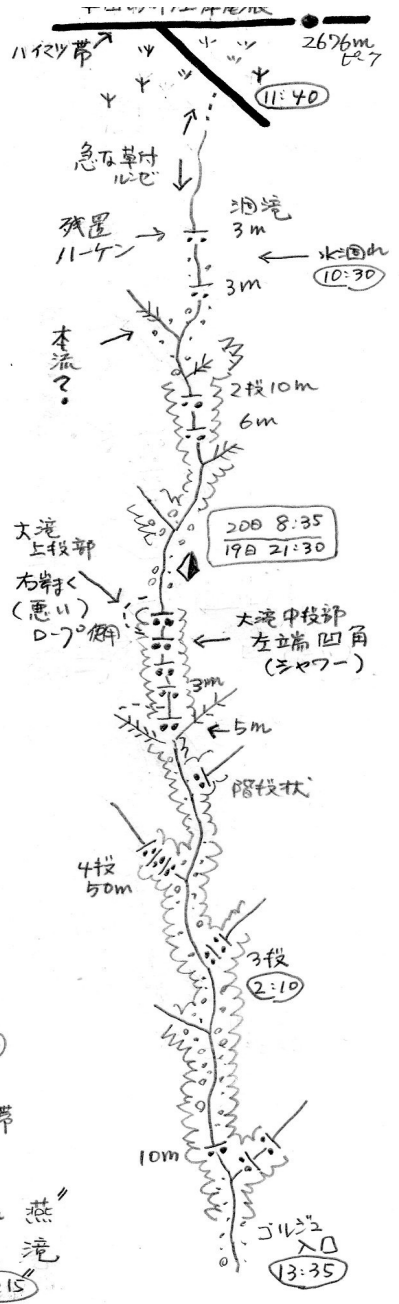 ハイマツ帯
2676m
ピーク
11:40
急な草付
ルンゼ
涸滝
3m
残置
ハーケン
水涸れ
10:30
3m
本流?
2段10m
6m
20日 8:35
19日 21:30
大滝
上段部
右岸まく
(悪い)
ロープ使用
大滝中段部
左立端凹角
(シャワー)
3m
5m
階段状
4段
50m
3段
2:10
10m
帯
"燕
滝"
:15
ゴルジュ
入口
13:35